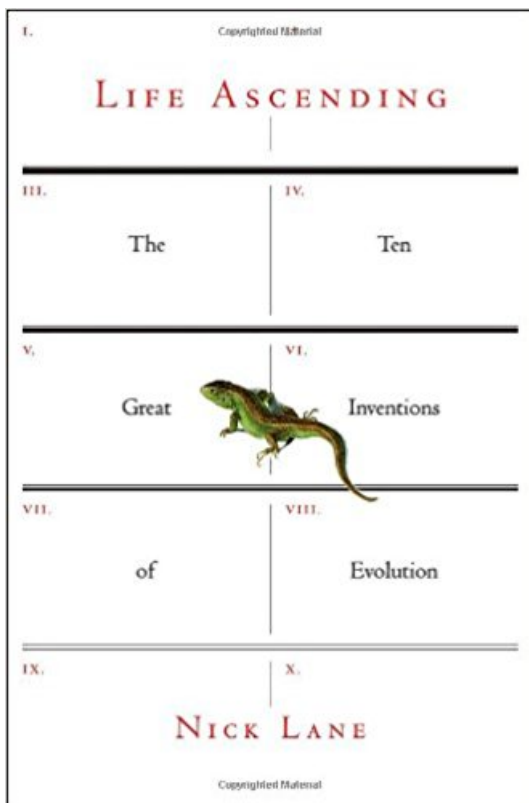 I.
Copyrighted Material
LIFE ASCENDING
III. IV.
The Ten
V. VI.
Great Inventions
VII. VIII.
of Evolution
IX. X.
NICK LANE
Copyrighted Material